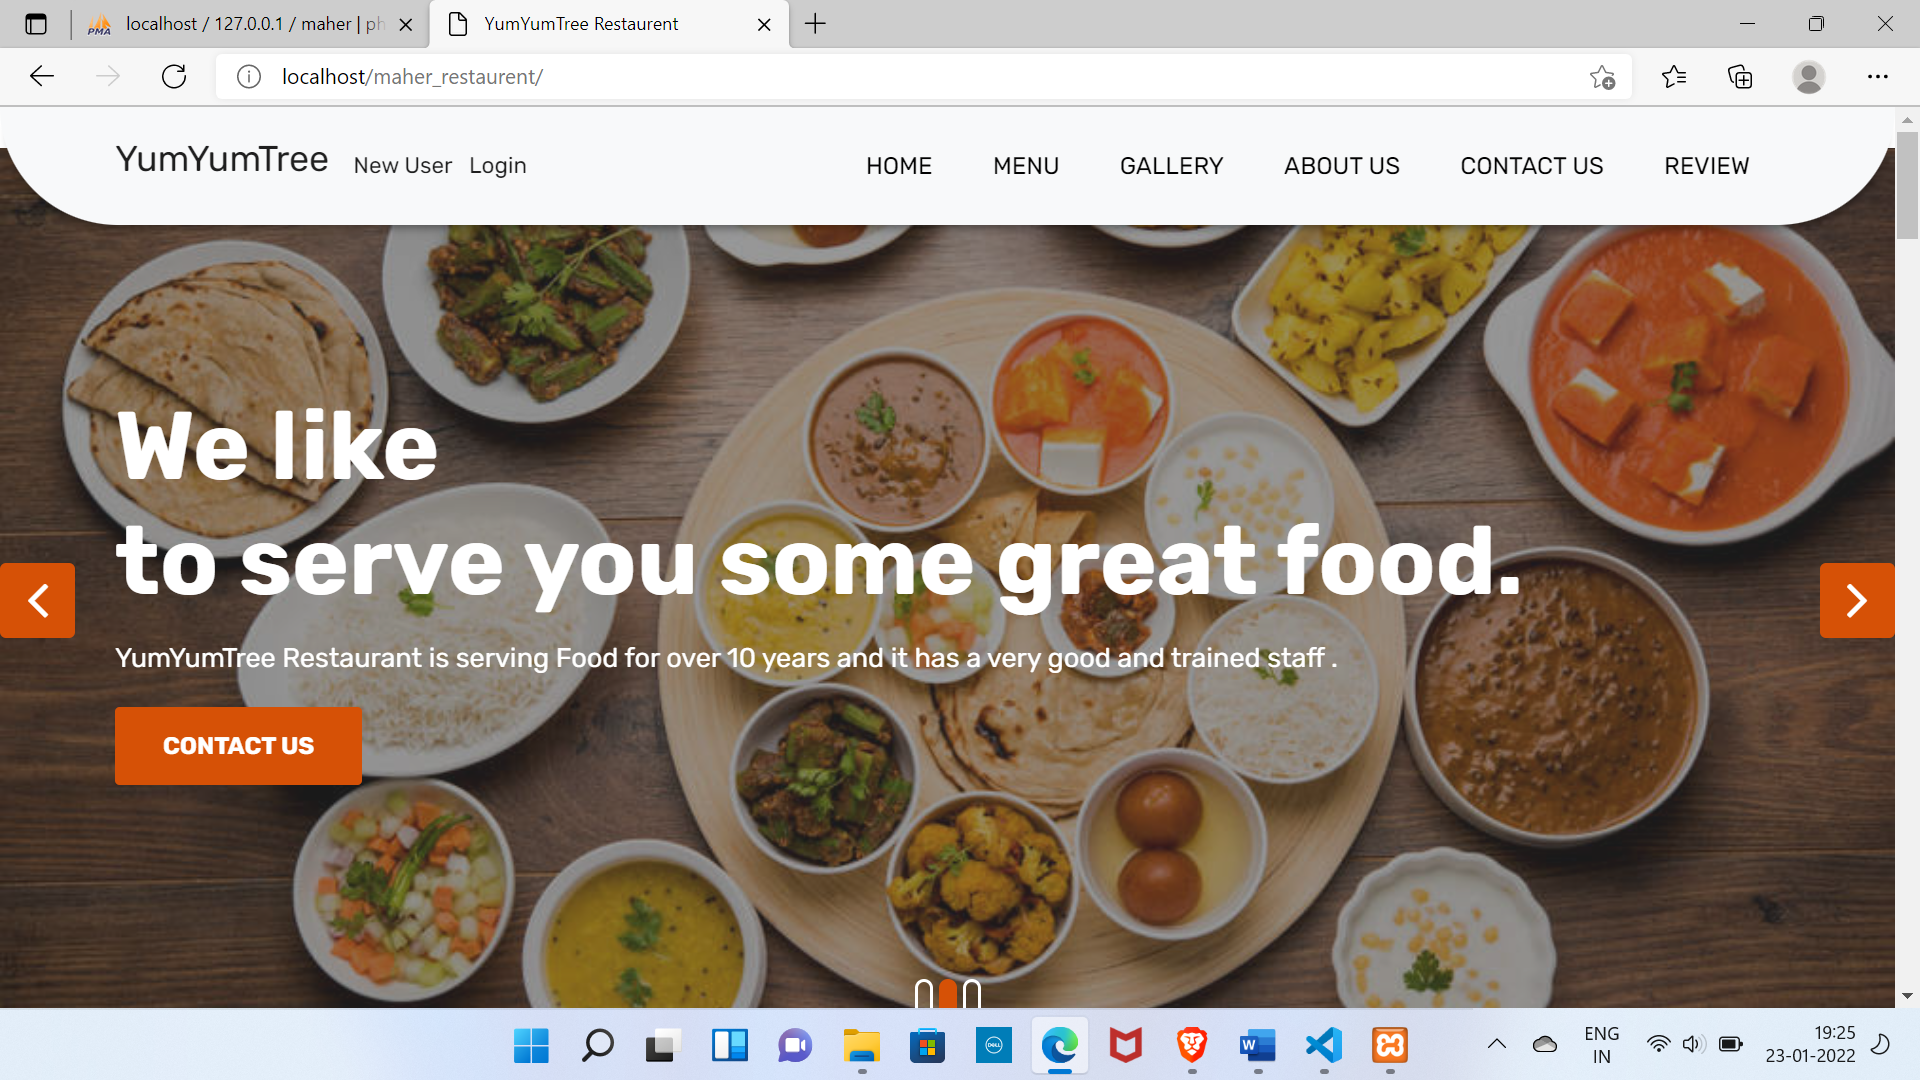 localhost / 127.0.0.1 / maher | ph
YumYumTree Restaurent
localhost/maher_restaurent/
YumYumTree New User Login HOME MENU GALLERY ABOUT US CONTACT US REVIEW
We like
to serve you some great food.
YumYumTree Restaurant is serving Food for over 10 years and it has a very good and trained staff .
CONTACT US
ENG
IN
19:25
23-01-2022